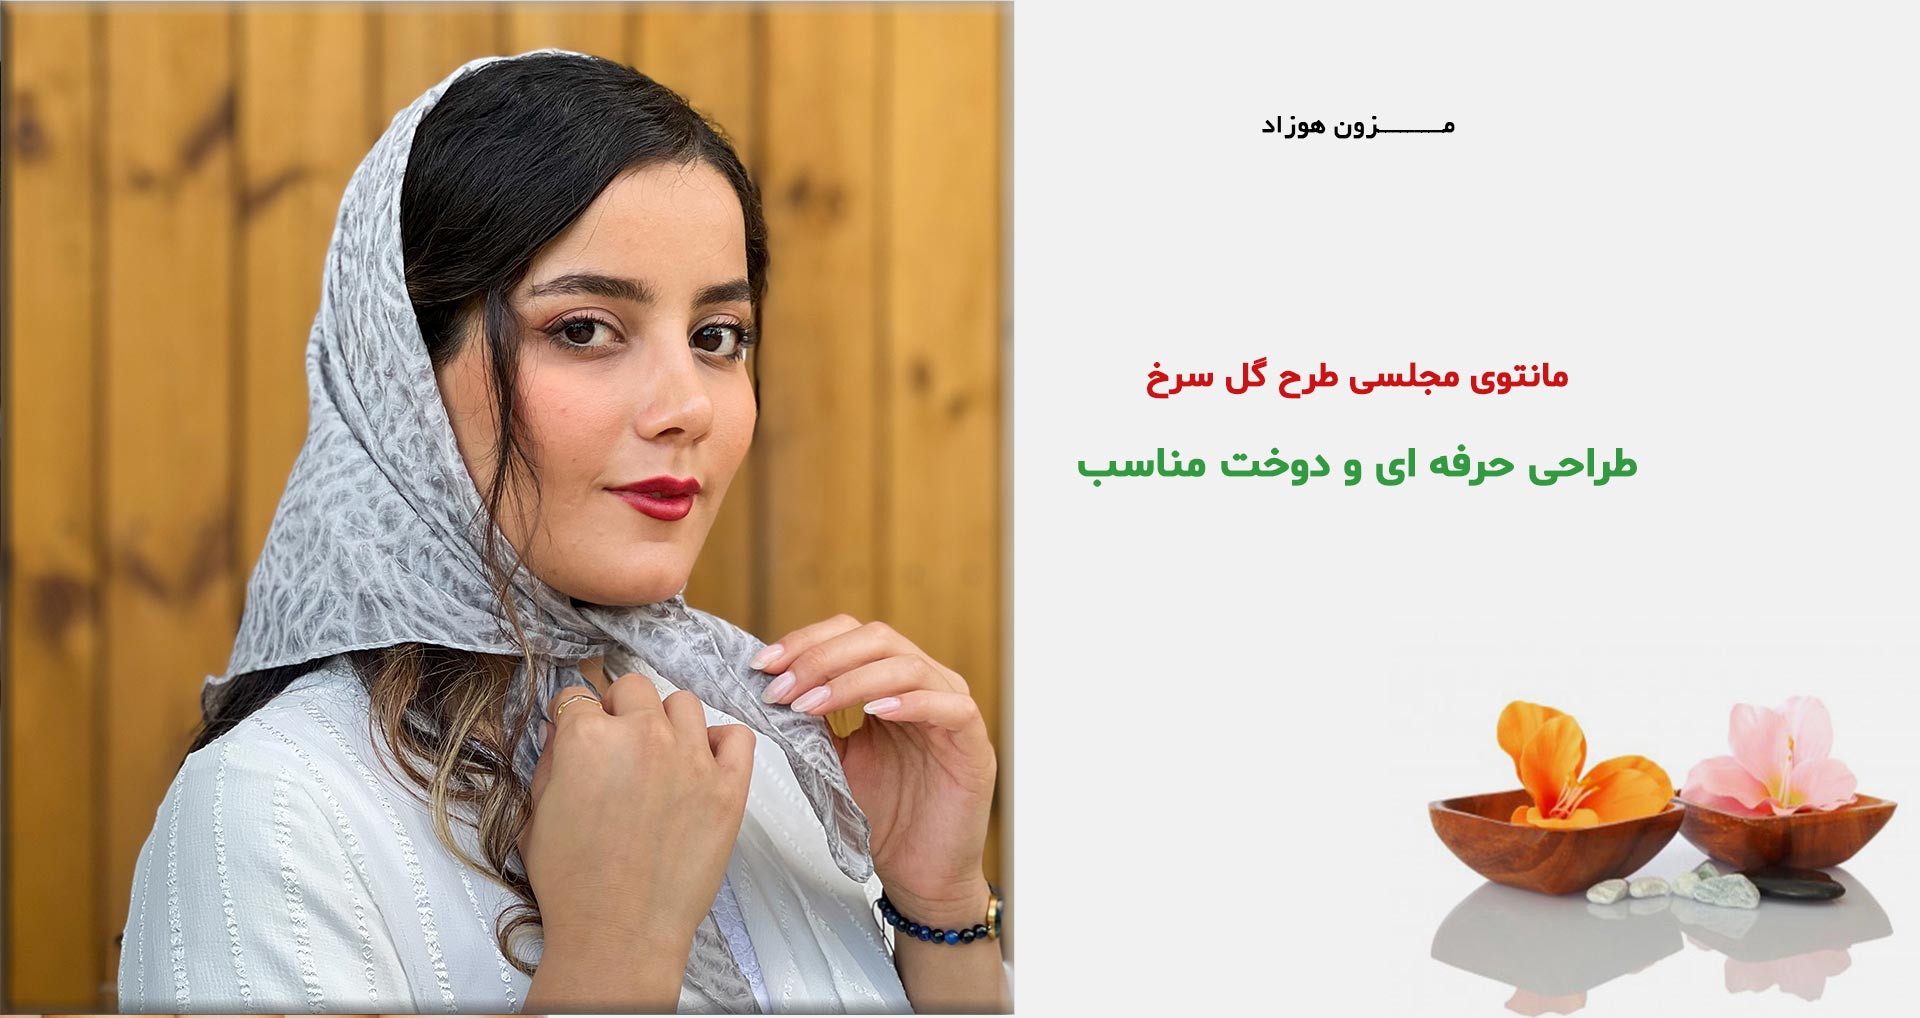 مـــــــزون هوزاد
مانتوی مجلسی طرح گل سرخ
طراحی حرفه ای و دوخت مناسب